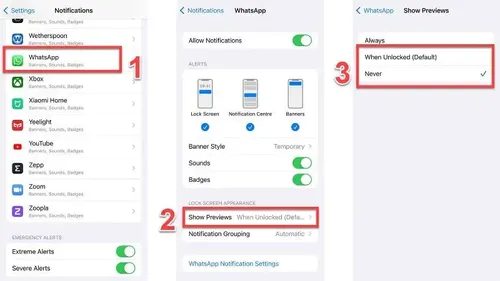 Settings
Notifications
Wetherspoon
Banners, Sounds, Badges
WhatsApp
Banners, Sounds, Badges
1
Xbox
Banners, Sounds, Badges
Xiaomi Home
Banners, Sounds, Badges
Yeelight
Banners, Sounds, Badges
YouTube
Banners, Sounds, Badges
Zepp
Banners, Sounds, Badges
Zoom
Banners, Sounds, Badges
Zoopla
Banners, Sounds, Badges
EMERGENCY ALERTS
Extreme Alerts
Severe Alerts
Notifications
WhatsApp
Allow Notifications
ALERTS
09:41
Lock Screen
Notification Centre
Banners
Banner Style
Temporary
Sounds
Badges
LOCK SCREEN APPEARANCE
2
Show Previews
When Unlocked (Defa...
Notification Grouping
Automatic
WhatsApp Notification Settings
WhatsApp
Show Previews
Always
3
When Unlocked (Default)
Never